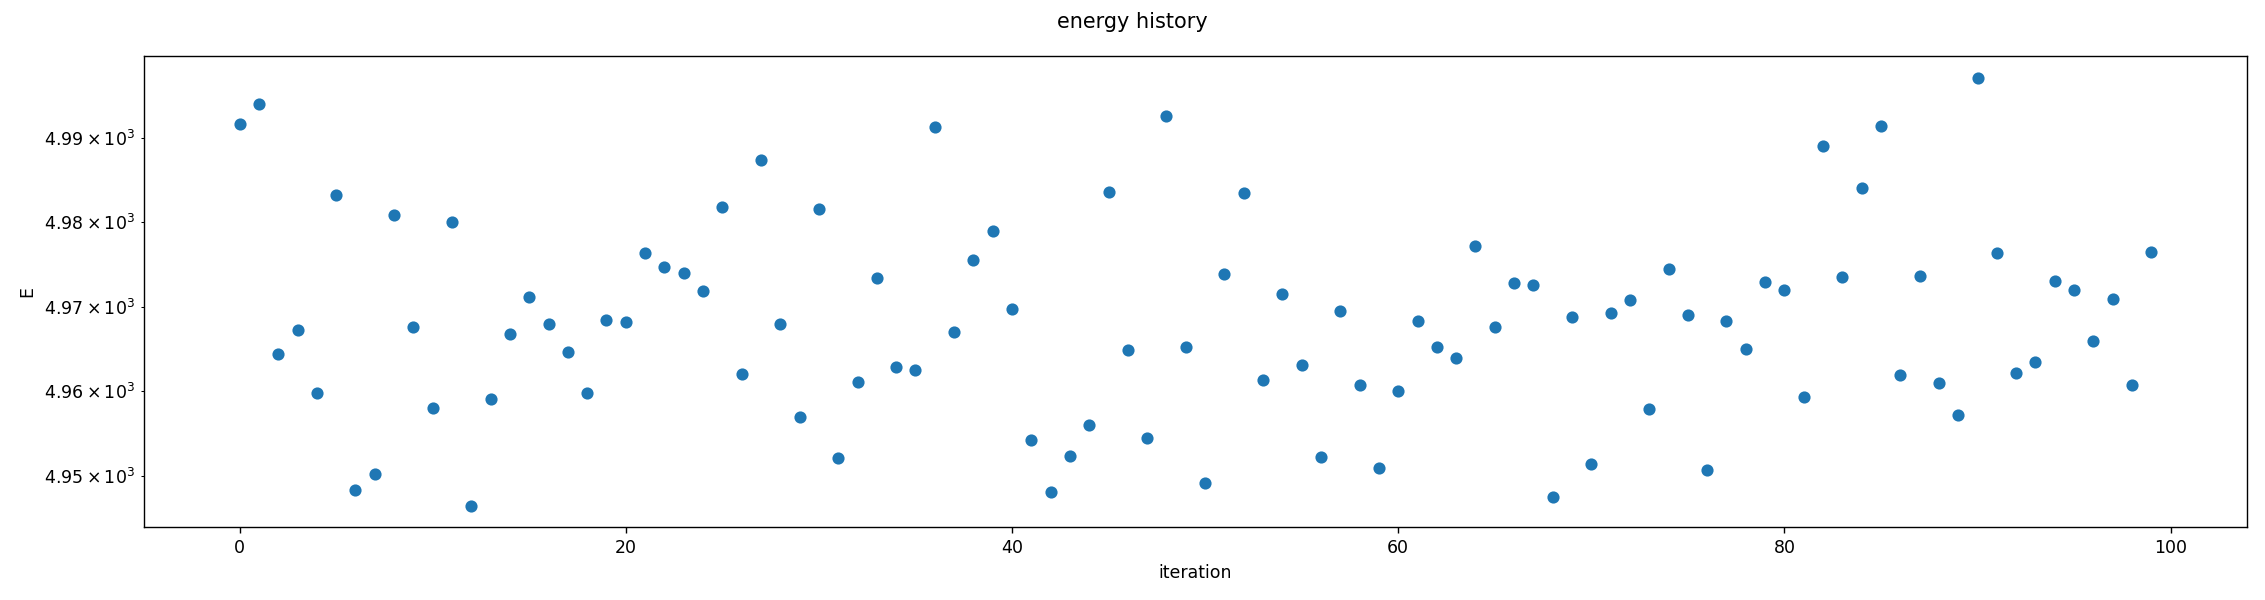 energy history
4.99 × 10³
4.98 × 10³
4.97 × 10³
4.96 × 10³
4.95 × 10³
E
0 20 40 60 80 100
iteration